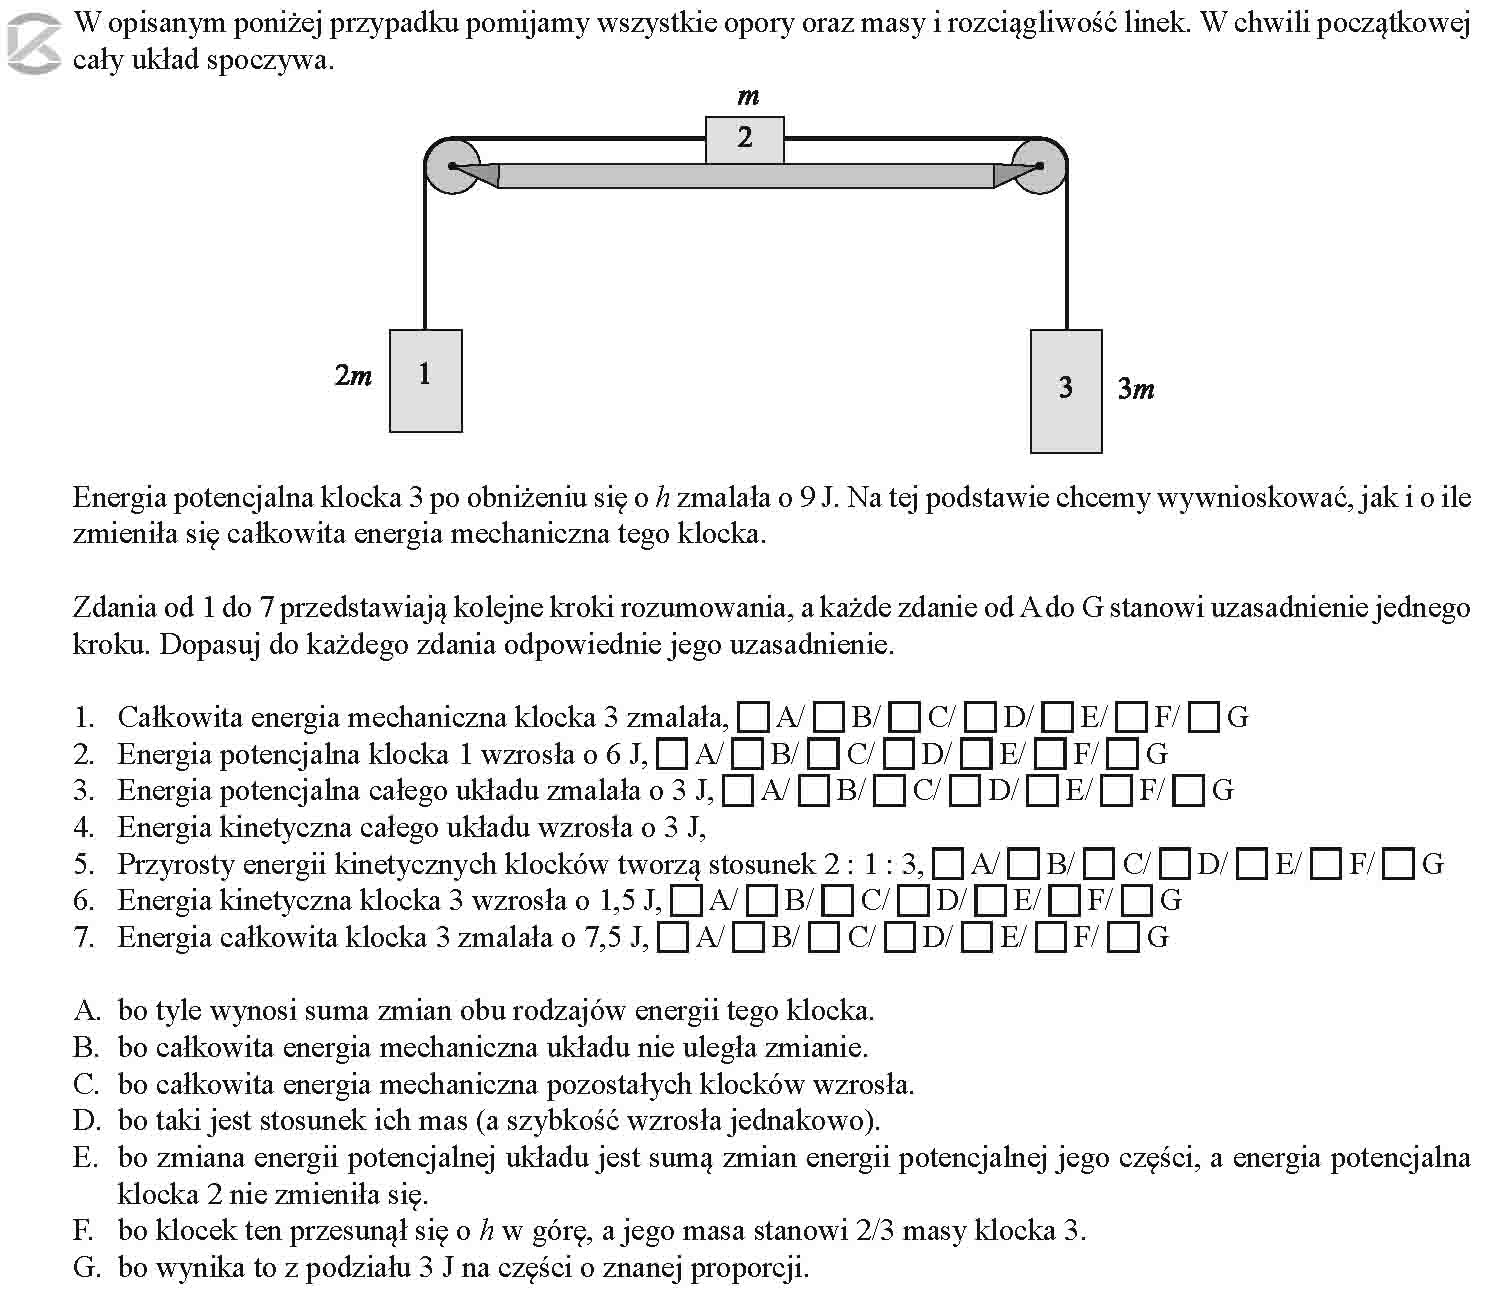 W opisanym poniżej przypadku pomijamy wszystkie opory oraz masy i rozciągliwość linek. W chwili początkowej
cały układ spoczywa.
m
2
2m
1
3
3m
Energia potencjalna klocka 3 po obniżeniu się o h zmalała o 9 J. Na tej podstawie chcemy wywnioskować, jak i o ile
zmieniła się całkowita energia mechaniczna tego klocka.
Zdania od 1 do 7 przedstawiają kolejne kroki rozumowania, a każde zdanie od A do G stanowi uzasadnienie jednego
kroku. Dopasuj do każdego zdania odpowiednie jego uzasadnienie.
1. Całkowita energia mechaniczna klocka 3 zmalała, □ A/ □ B/ □ C/ □ D/ □ E/ □ F/ □ G
2. Energia potencjalna klocka 1 wzrosła o 6 J, □ A/ □ B/ □ C/ □ D/ □ E/ □ F/ □ G
3. Energia potencjalna całego układu zmalała o 3 J, □ A/ □ B/ □ C/ □ D/ □ E/ □ F/ □ G
4. Energia kinetyczna całego układu wzrosła o 3 J,
5. Przyrosty energii kinetycznych klocków tworzą stosunek 2 : 1 : 3, □ A/ □ B/ □ C/ □ D/ □ E/ □ F/ □ G
6. Energia kinetyczna klocka 3 wzrosła o 1,5 J, □ A/ □ B/ □ C/ □ D/ □ E/ □ F/ □ G
7. Energia całkowita klocka 3 zmalała o 7,5 J, □ A/ □ B/ □ C/ □ D/ □ E/ □ F/ □ G
A. bo tyle wynosi suma zmian obu rodzajów energii tego klocka.
B. bo całkowita energia mechaniczna układu nie uległa zmianie.
C. bo całkowita energia mechaniczna pozostałych klocków wzrosła.
D. bo taki jest stosunek ich mas (a szybkość wzrosła jednakowo).
E. bo zmiana energii potencjalnej układu jest sumą zmian energii potencjalnej jego części, a energia potencjalna
klocka 2 nie zmieniła się.
F. bo klocek ten przesunął się o h w górę, a jego masa stanowi 2/3 masy klocka 3.
G. bo wynika to z podziału 3 J na części o znanej proporcji.